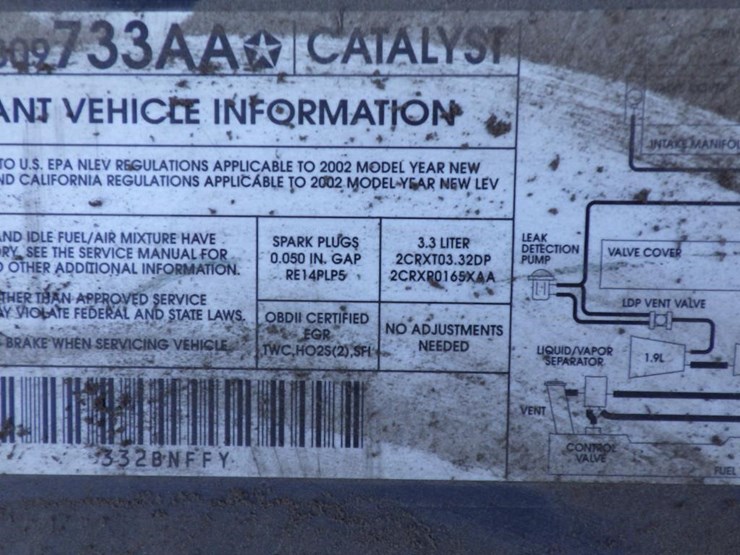 733AA CATALYST
ANT VEHICLE INFORMATION
TO U.S. EPA NLEV REGULATIONS APPLICABLE TO 2002 MODEL YEAR NEW
ND CALIFORNIA REGULATIONS APPLICABLE TO 2002 MODEL YEAR NEW LEV
AND IDLE FUEL/AIR MIXTURE HAVE
RY. SEE THE SERVICE MANUAL FOR
D OTHER ADDITIONAL INFORMATION.
THER THAN APPROVED SERVICE
AY VIOLATE FEDERAL AND STATE LAWS.
BRAKE WHEN SERVICING VEHICLE.
SPARK PLUGS
0.050 IN. GAP
RE14PLP5
3.3 LITER
2CRXT03.32DP
2CRXR0165XAA
OBDII CERTIFIED
EGR
TWC,HO2S(2),SFI
NO ADJUSTMENTS
NEEDED
332BNFFY
INTAKE MANIFOL
LEAK
DETECTION
PUMP
VALVE COVER
LDP VENT VALVE
LIQUID/VAPOR
SEPARATOR
1.9L
VENT
CONTROL
VALVE
FUEL